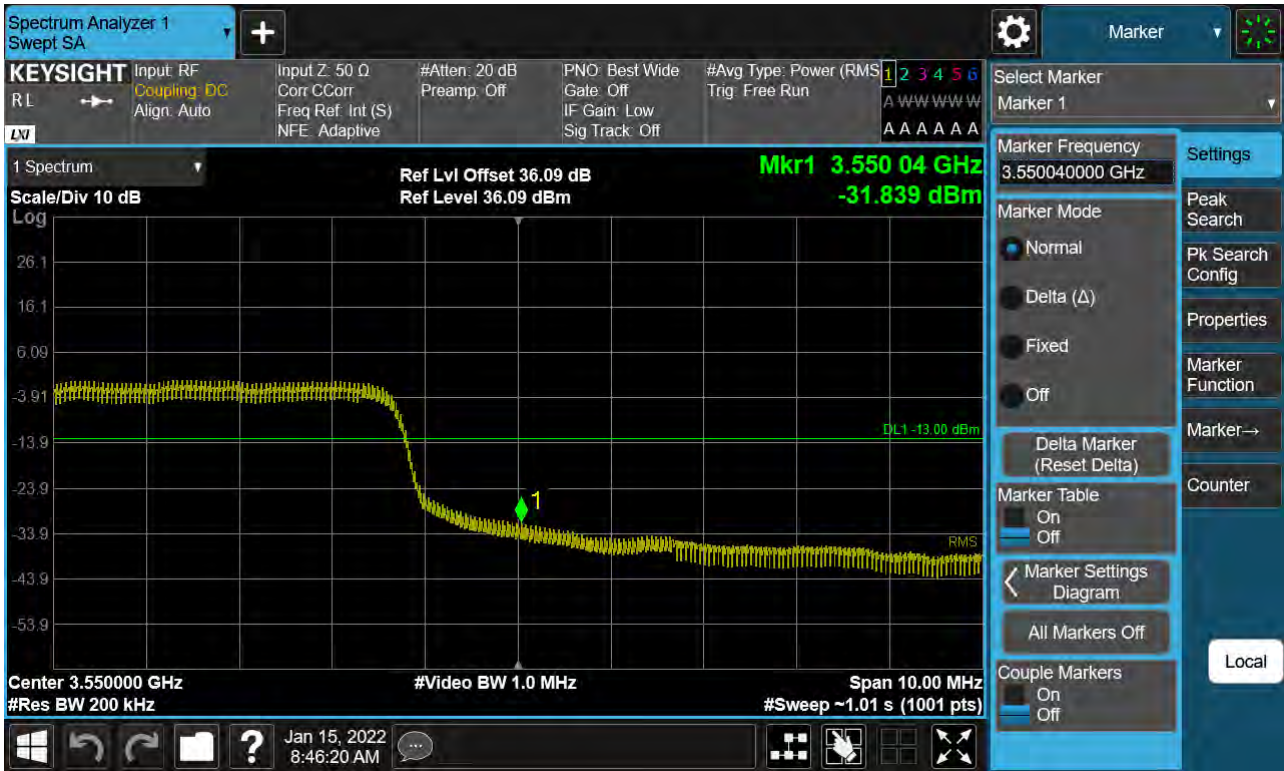 Spectrum Analyzer 1
Swept SA
Marker
KEYSIGHT
RL
LXI
Input: RF
Coupling: DC
Align: Auto
Input Z: 50 Ω
Corr CCorr
Freq Ref: Int (S)
NFE: Adaptive
#Atten: 20 dB
Preamp: Off
PNO: Best Wide
Gate: Off
IF Gain: Low
Sig Track: Off
#Avg Type: Power (RMS
Trig: Free Run
1 2 3 4 5 6
A W W W W W
A A A A A A
Select Marker
Marker 1
1 Spectrum
Scale/Div 10 dB
Log
Ref Lvl Offset 36.09 dB
Ref Level 36.09 dBm
Mkr1 3.550 04 GHz
-31.839 dBm
26.1
16.1
6.09
-3.91
-13.9
-23.9
-33.9
-43.9
-53.9
DL1 -13.00 dBm
1
RMS
Center 3.550000 GHz
#Res BW 200 kHz
#Video BW 1.0 MHz
Span 10.00 MHz
#Sweep ~1.01 s (1001 pts)
Marker Frequency
3.550040000 GHz
Marker Mode
Normal
Delta (Δ)
Fixed
Off
Delta Marker
(Reset Delta)
Marker Table
On
Off
Marker Settings
Diagram
All Markers Off
Couple Markers
On
Off
Settings
Peak
Search
Pk Search
Config
Properties
Marker
Function
Marker→
Counter
Local
?
Jan 15, 2022
8:46:20 AM